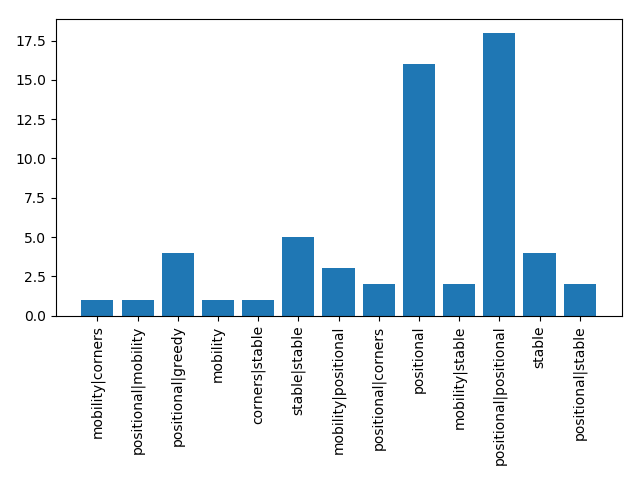 17.5
15.0
12.5
10.0
7.5
5.0
2.5
0.0
mobility|corners
positional|mobility
positional|greedy
mobility
corners|stable
stable|stable
mobility|positional
positional|corners
positional
mobility|stable
positional|positional
stable
positional|stable